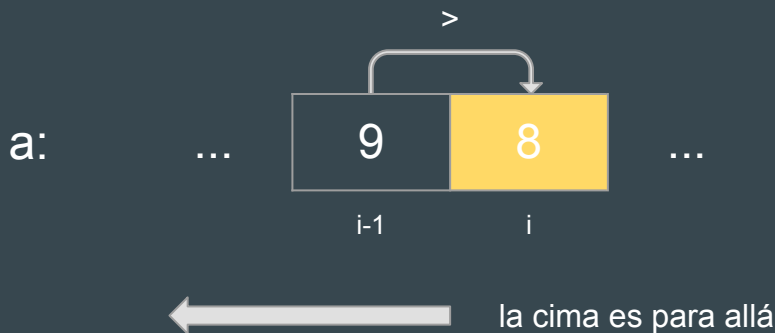 >
a: ... 9 8 ...
i-1 i
la cima es para allá